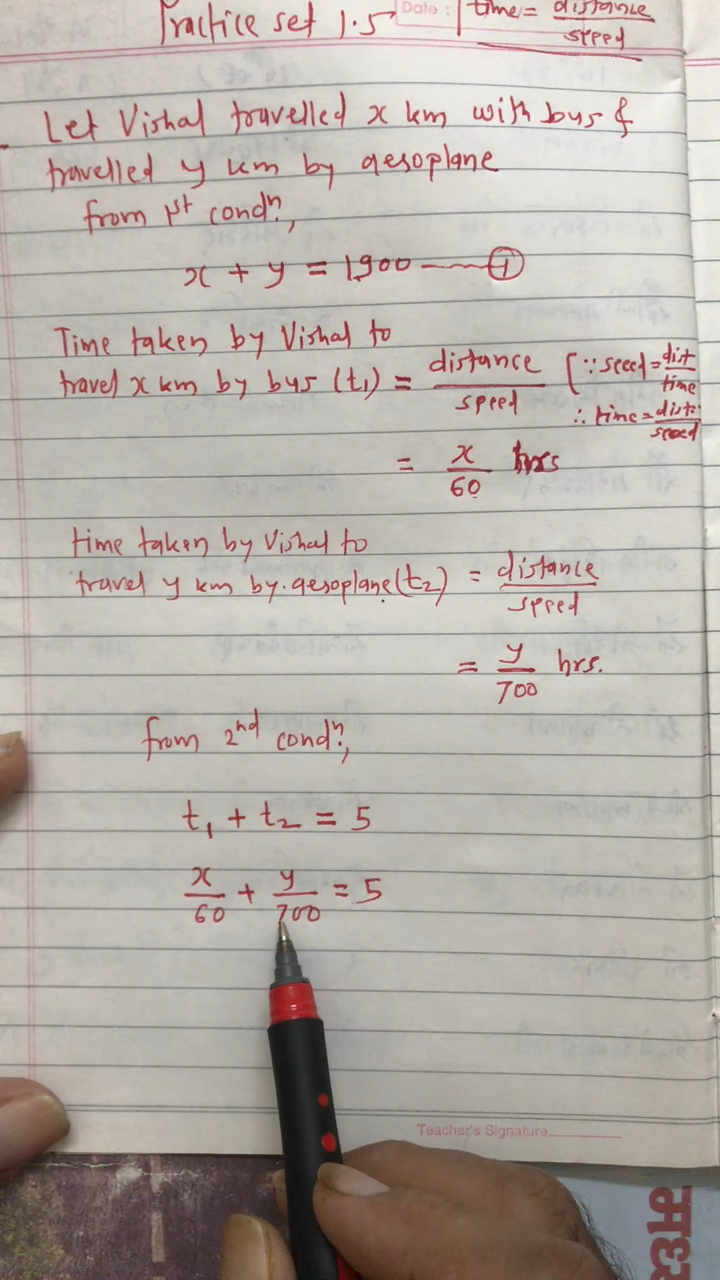 Practice set 1.5
Date :
time = distance / speed
Let Vishal travelled x km with bus &
travelled y km by aeroplane
from 1st condⁿ,
x + y = 1900 —— ①
Time taken by Vishal to
travel x km by bus (t₁) = distance / speed [∵ speed = dist / time
∴ time = dist. / speed
= x / 60 hrs
time taken by Vishal to
travel y km by aeroplane (t₂) = distance / speed
= y / 700 hrs.
from 2nd condⁿ,
t₁ + t₂ = 5
x / 60 + y / 700 = 5
Teacher's Signature